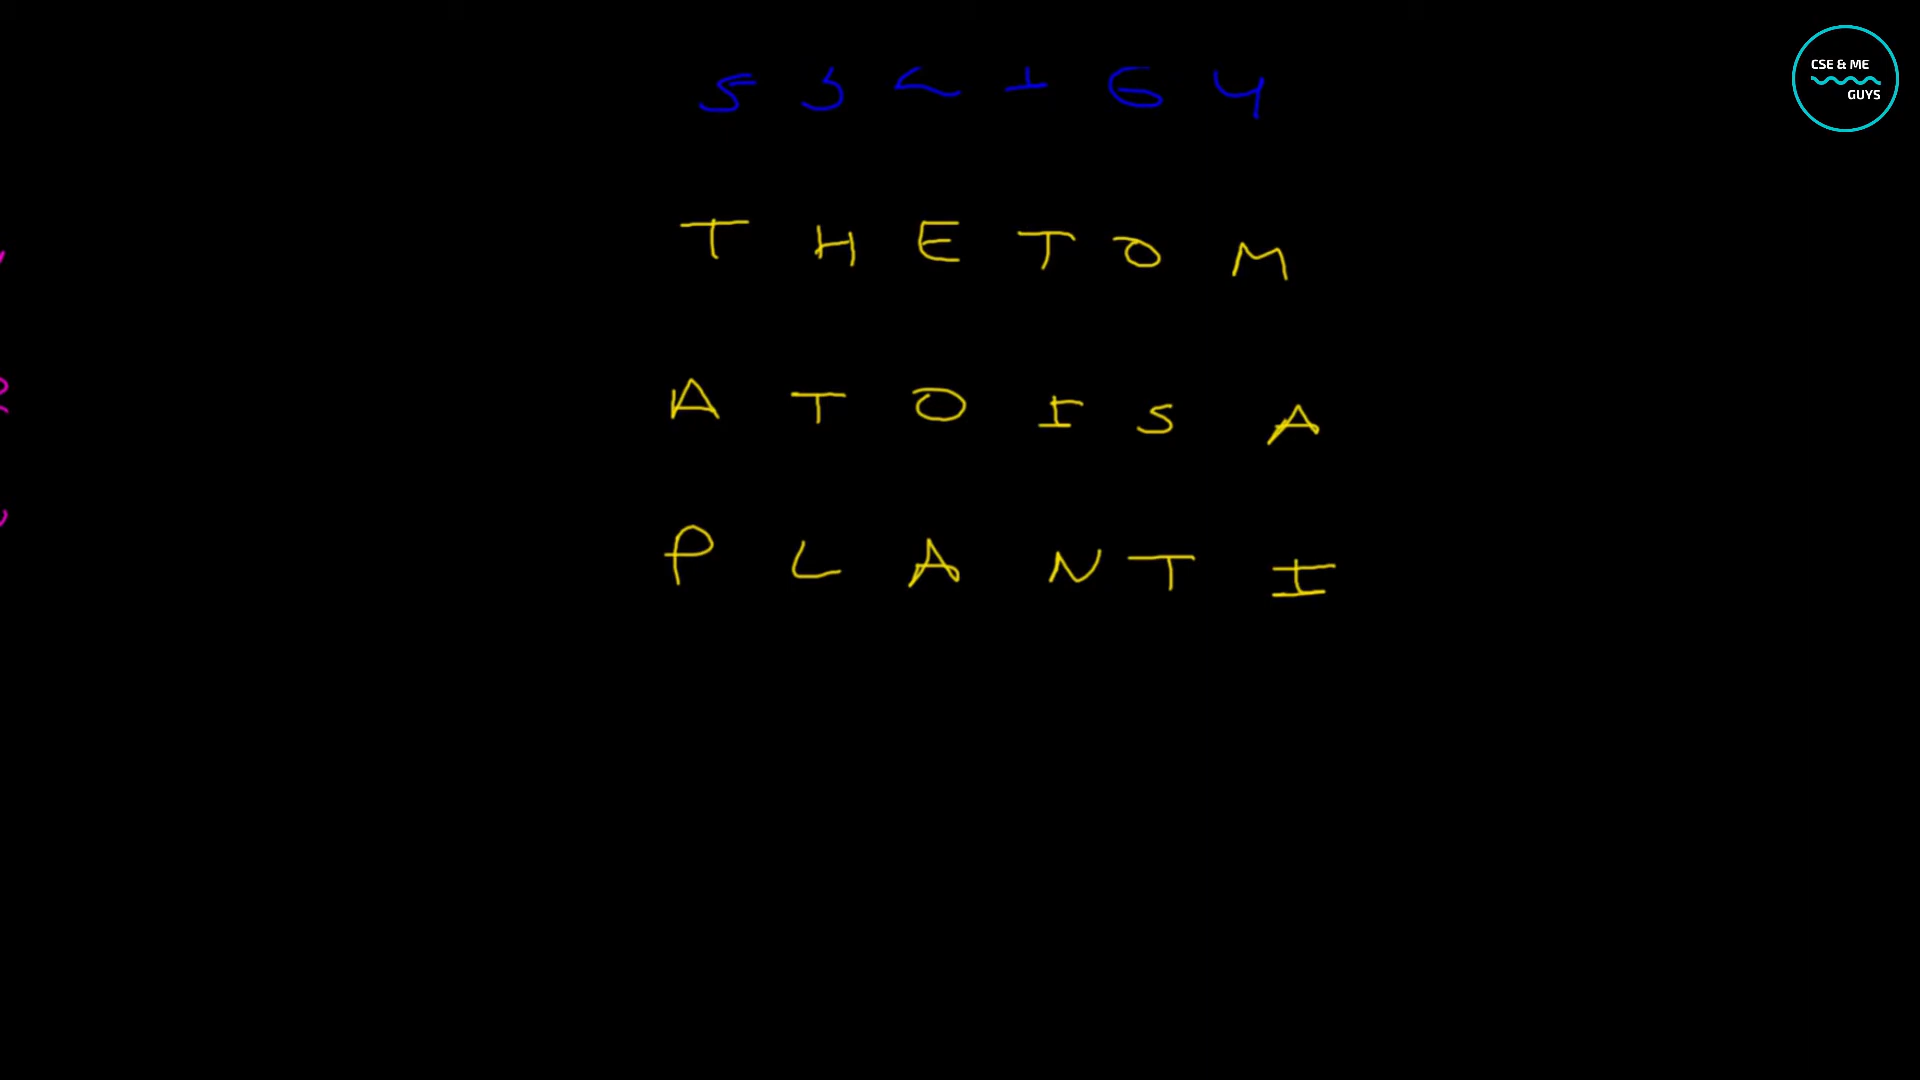 CSE & ME
GUYS
5 3 2 1 6 4
T H E T O M
A T O I S A
P L A N T I